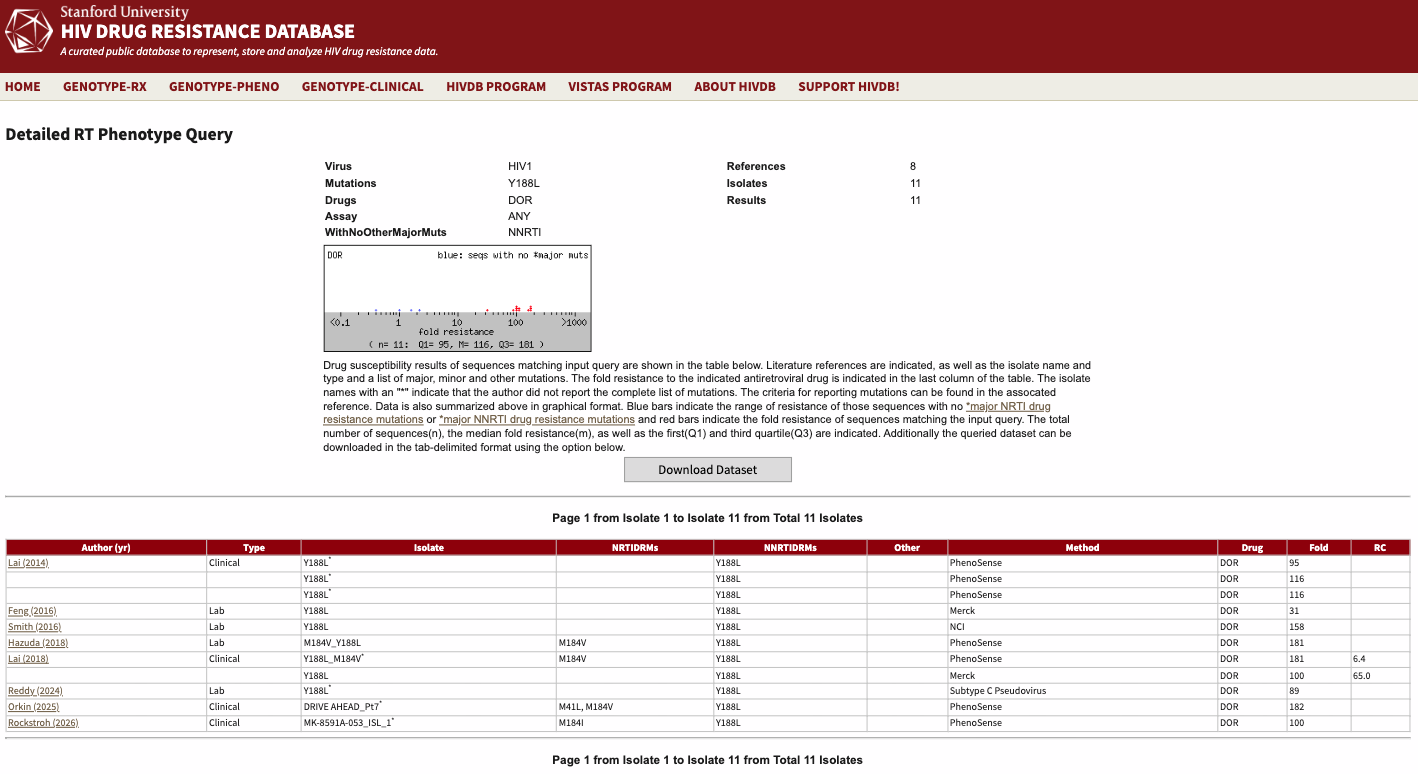 Stanford University
HIV DRUG RESISTANCE DATABASE
A curated public database to represent, store and analyze HIV drug resistance data.
HOME GENOTYPE-RX GENOTYPE-PHENO GENOTYPE-CLINICAL HIVDB PROGRAM VISTAS PROGRAM ABOUT HIVDB SUPPORT HIVDB!
Detailed RT Phenotype Query
Virus HIV1 References 8
Mutations Y188L Isolates 11
Drugs DOR Results 11
Assay ANY
WithNoOtherMajorMuts NNRTI
DOR blue: seqs with no *major muts
<0.1 1 10 100 >1000
fold resistance
( n= 11: Q1= 95, M= 116, Q3= 181 )
Drug susceptibility results of sequences matching input query are shown in the table below. Literature references are indicated, as well as the isolate name and
type and a list of major, minor and other mutations. The fold resistance to the indicated antiretroviral drug is indicated in the last column of the table. The isolate
names with an "*" indicate that the author did not report the complete list of mutations. The criteria for reporting mutations can be found in the assocated
reference. Data is also summarized above in graphical format. Blue bars indicate the range of resistance of those sequences with no *major NRTI drug
resistance mutations or *major NNRTI drug resistance mutations and red bars indicate the fold resistance of sequences matching the input query. The total
number of sequences(n), the median fold resistance(m), as well as the first(Q1) and third quartile(Q3) are indicated. Additionally the queried dataset can be
downloaded in the tab-delimited format using the option below.
Download Dataset
Page 1 from Isolate 1 to Isolate 11 from Total 11 Isolates
Author (yr) Type Isolate NRTIDRMs NNRTIDRMs Other Method Drug Fold RC
Lai (2014) Clinical Y188L* Y188L PhenoSense DOR 95
Y188L* Y188L PhenoSense DOR 116
Y188L* Y188L PhenoSense DOR 116
Feng (2016) Lab Y188L Y188L Merck DOR 31
Smith (2016) Lab Y188L Y188L NCI DOR 158
Hazuda (2018) Lab M184V_Y188L M184V Y188L PhenoSense DOR 181
Lai (2018) Clinical Y188L_M184V* M184V Y188L PhenoSense DOR 181 6.4
Y188L Y188L Merck DOR 100 65.0
Reddy (2024) Lab Y188L* Y188L Subtype C Pseudovirus DOR 89
Orkin (2025) Clinical DRIVE AHEAD_Pt7* M41L, M184V Y188L PhenoSense DOR 182
Rockstroh (2026) Clinical MK-8591A-053_ISL_1* M184I Y188L PhenoSense DOR 100
Page 1 from Isolate 1 to Isolate 11 from Total 11 Isolates